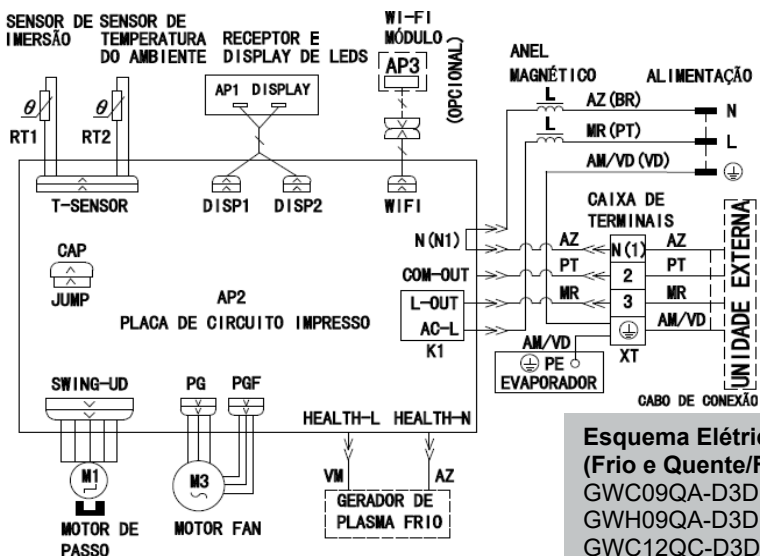 SENSOR DE IMERSÃO
SENSOR DE TEMPERATURA DO AMBIENTE
RECEPTOR E DISPLAY DE LEDS
WI-FI MÓDULO
(OPCIONAL)
AP1 DISPLAY
AP3
ANEL MAGNÉTICO
ALIMENTAÇÃO
L
AZ(BR)
N
L
MR(PT)
L
AM/VD(VD)
θ
RT1
θ
RT2
T-SENSOR
DISP1
DISP2
WIFI
CAIXA DE TERMINAIS
N(N1)
AZ
N(1)
AZ
COM-OUT
PT
2
PT
L-OUT
MR
3
MR
AC-L
K1
AM/VD
XT
AM/VD
PE
EVAPORADOR
UNIDADE EXTERNA
CABO DE CONEXÃO
CAP
JUMP
AP2
PLACA DE CIRCUITO IMPRESSO
SWING-UD
PG
PGF
HEALTH-L
HEALTH-N
M1
M3
VM
AZ
MOTOR DE PASSO
MOTOR FAN
GERADOR DE PLASMA FRIO
Esquema Elétri
(Frio e Quente/F
GWC09QA-D3D
GWH09QA-D3D
GWC12QC-D3D